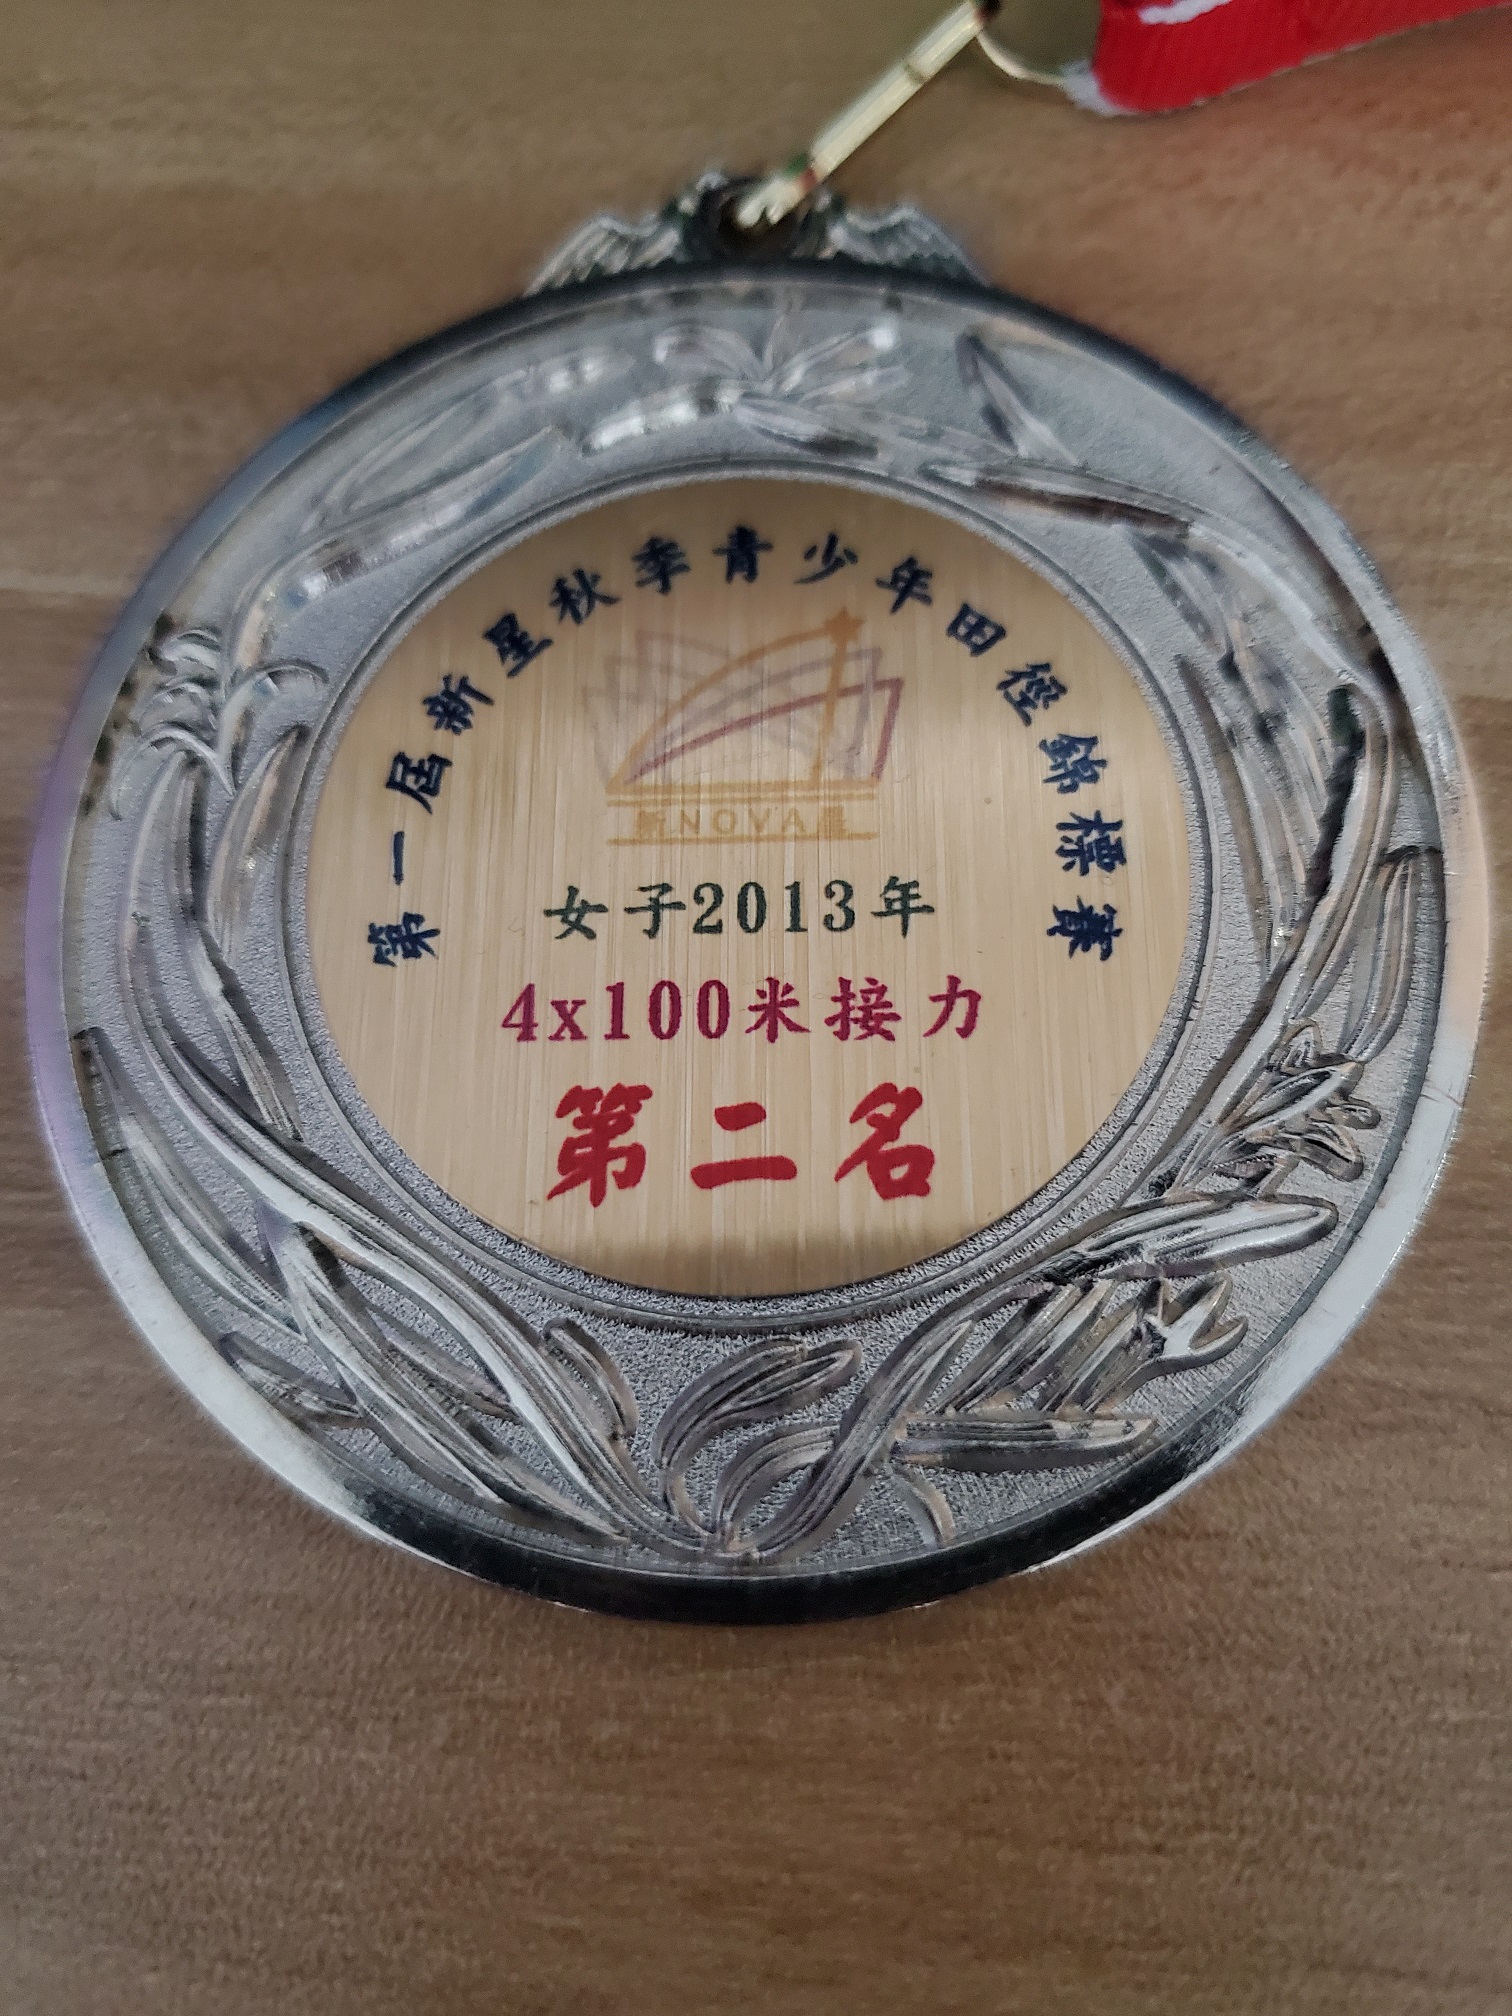 第一屆新星秋季青少年田徑錦標賽
新NOVA星
女子2013年
4x100米接力
第二名